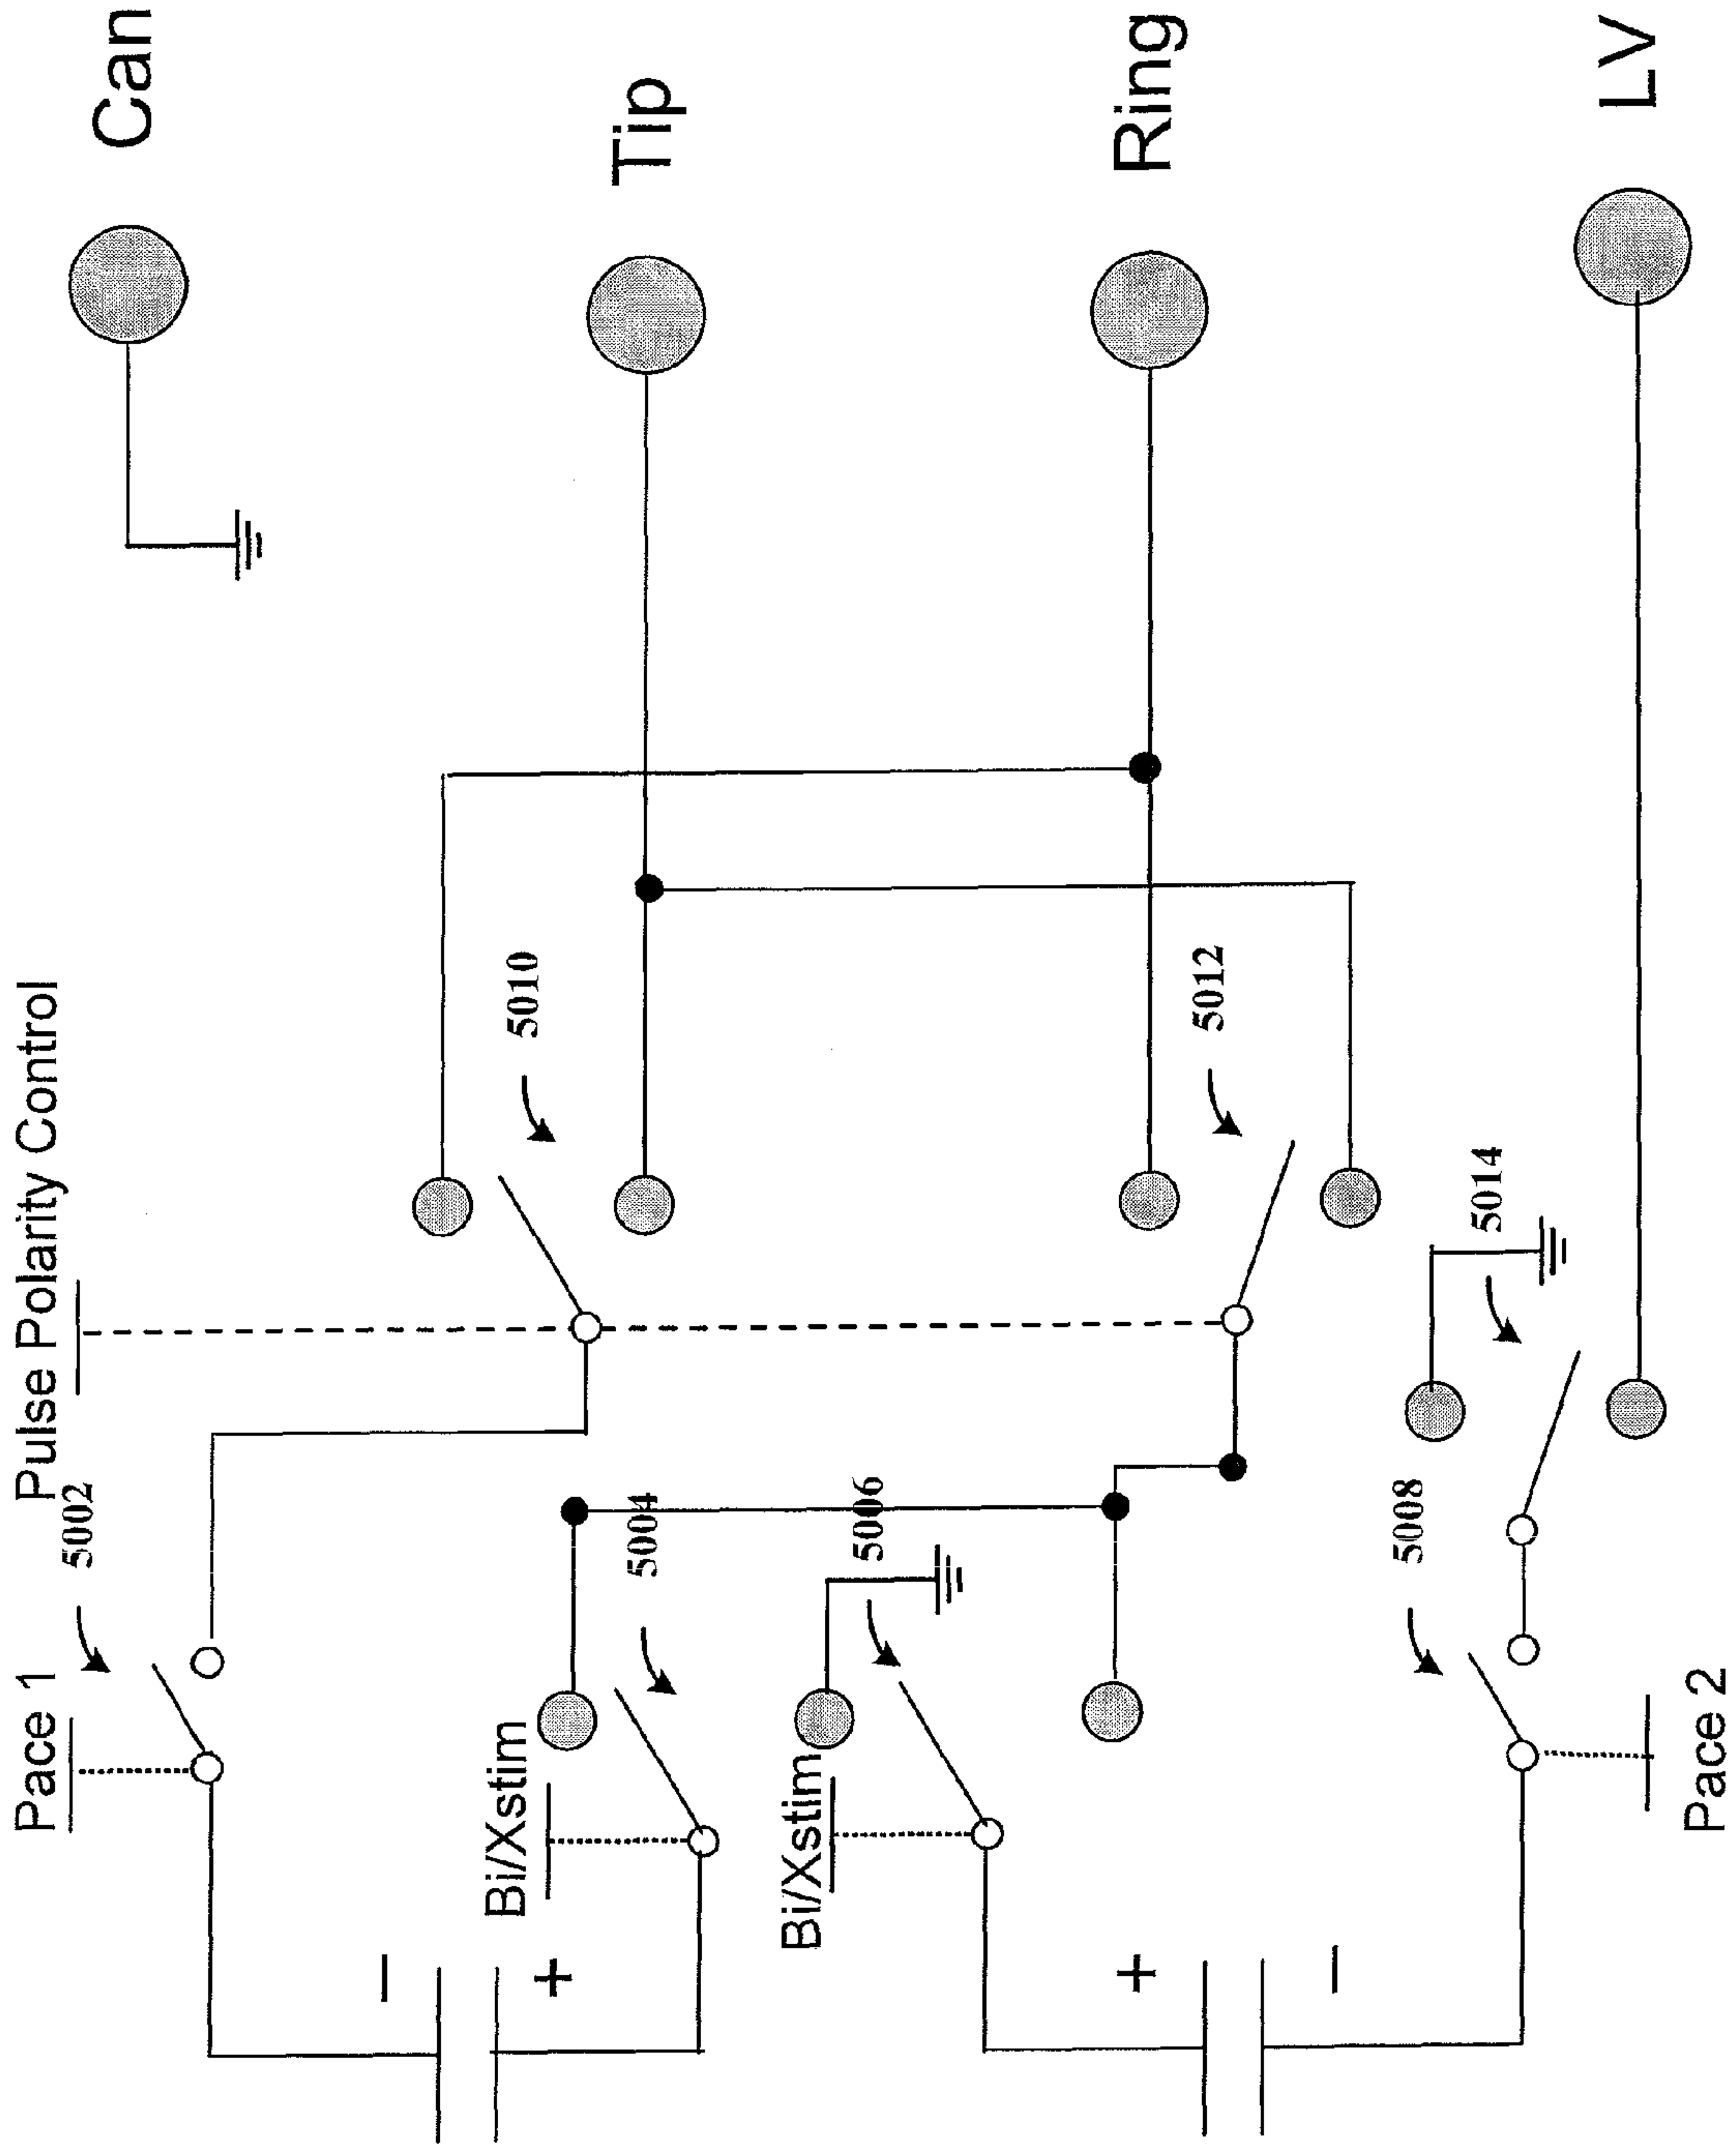 Pace 1
5002
Pulse Polarity Control
Can
Bi/Xstim
5004
5010
Tip
Bi/Xstim
5006
5012
Ring
Pace 2
5008
5014
LV
−
+
+
−